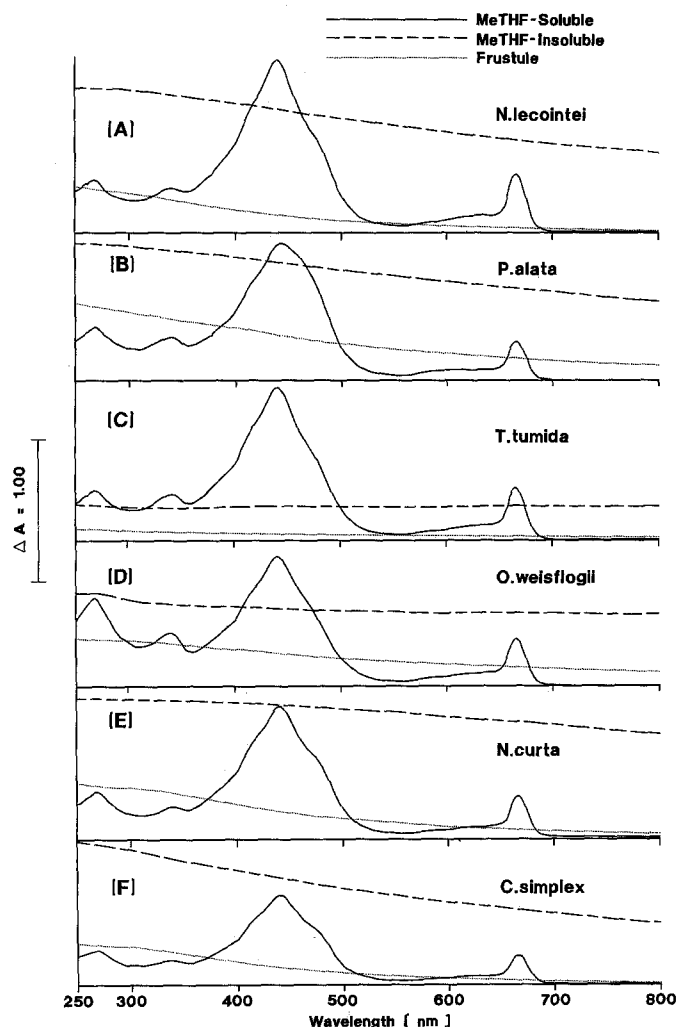 MeTHF-Soluble
MeTHF-Insoluble
Frustule
[A]
N.lecointei
[B]
P.alata
[C]
T.tumida
Δ A = 1.00
[D]
O.weisflogii
[E]
N.curta
[F]
C.simplex
250 300 400 500 600 700 800
Wavelength [ nm ]